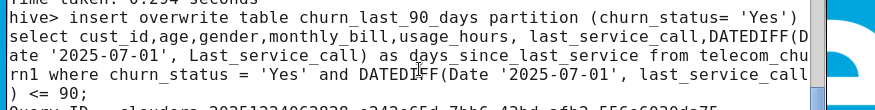 Time taken: 0.294 seconds
hive> insert overwrite table churn_last_90_days partition (churn_status= 'Yes')
select cust_id,age,gender,monthly_bill,usage_hours, last_service_call,DATEDIFF(D
ate '2025-07-01', Last_service_call) as days_since_last_service from telecom_chu
rn1 where churn_status = 'Yes' and DATEDIFF(Date '2025-07-01', last_service_call
) <= 90;